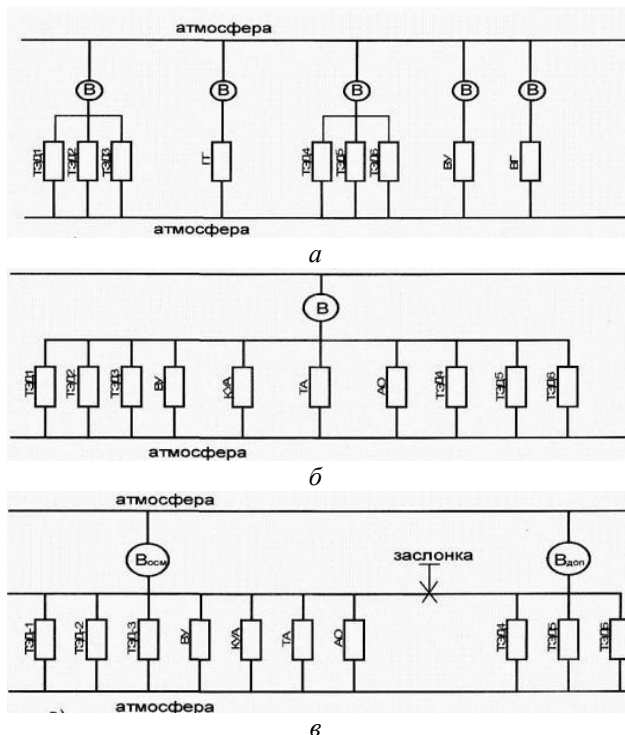 атмосфера
В В В В В
ТЭД1 ТЭД2 ТЭД3 ТГ ТЭД4 ТЭД5 ТЭД6 ВУ ВГ
атмосфера
а
В
ТЭД1 ТЭД2 ТЭД3 ВУ КУА ТА АО ТЭД4 ТЭД5 ТЭД6
атмосфера
б
атмосфера
Восм заслонка Вдоп
ТЭД-1 ТЭД-2 ТЭД-3 ВУ КУА ТА АО ТЭД4 ТЭД5 ТЭД6
атмосфера
в